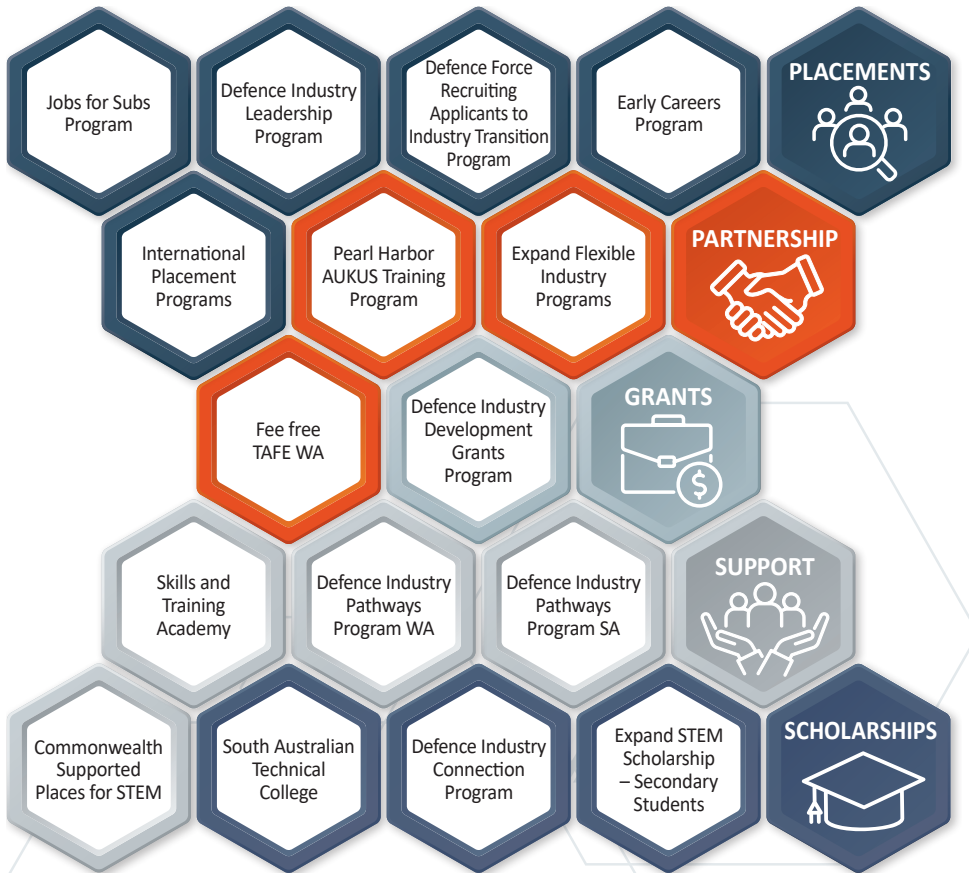 Jobs for Subs
Program
Defence Industry
Leadership
Program
Defence Force
Recruiting
Applicants to
Industry Transition
Program
Early Careers
Program
PLACEMENTS
International
Placement
Programs
Pearl Harbor
AUKUS Training
Program
Expand Flexible
Industry
Programs
PARTNERSHIP
Fee free
TAFE WA
Defence Industry
Development
Grants
Program
GRANTS
$
Skills and
Training
Academy
Defence Industry
Pathways
Program WA
Defence Industry
Pathways
Program SA
SUPPORT
Commonwealth
Supported
Places for STEM
South Australian
Technical
College
Defence Industry
Connection
Program
Expand STEM
Scholarship
– Secondary
Students
SCHOLARSHIPS